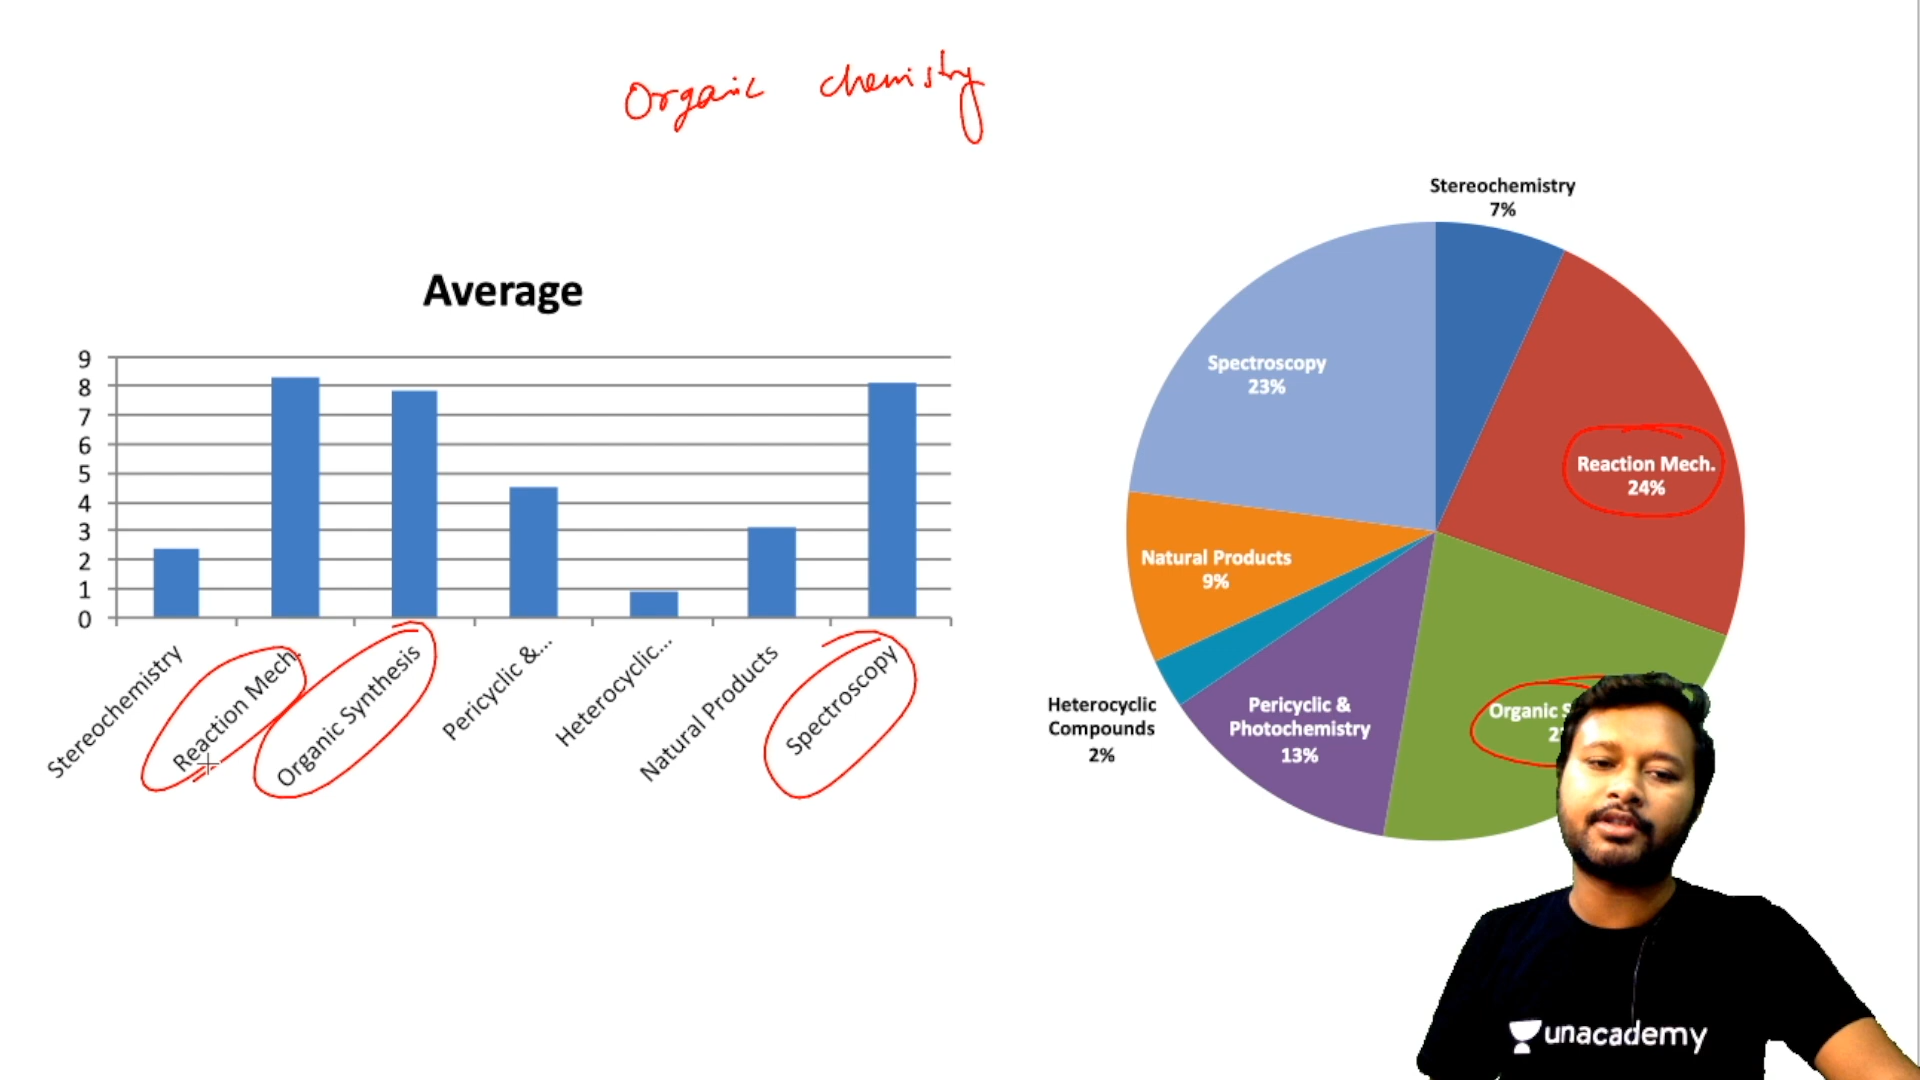 Organic chemistry
Average
9
8
7
6
5
4
3
2
1
0
Stereochemistry
Reaction Mech.
Organic Synthesis
Pericyclic &...
Heterocyclic...
Natural Products
Spectroscopy
Stereochemistry
7%
Reaction Mech.
24%
Organic
Pericyclic &
Photochemistry
13%
Heterocyclic
Compounds
2%
Natural Products
9%
Spectroscopy
23%
unacademy